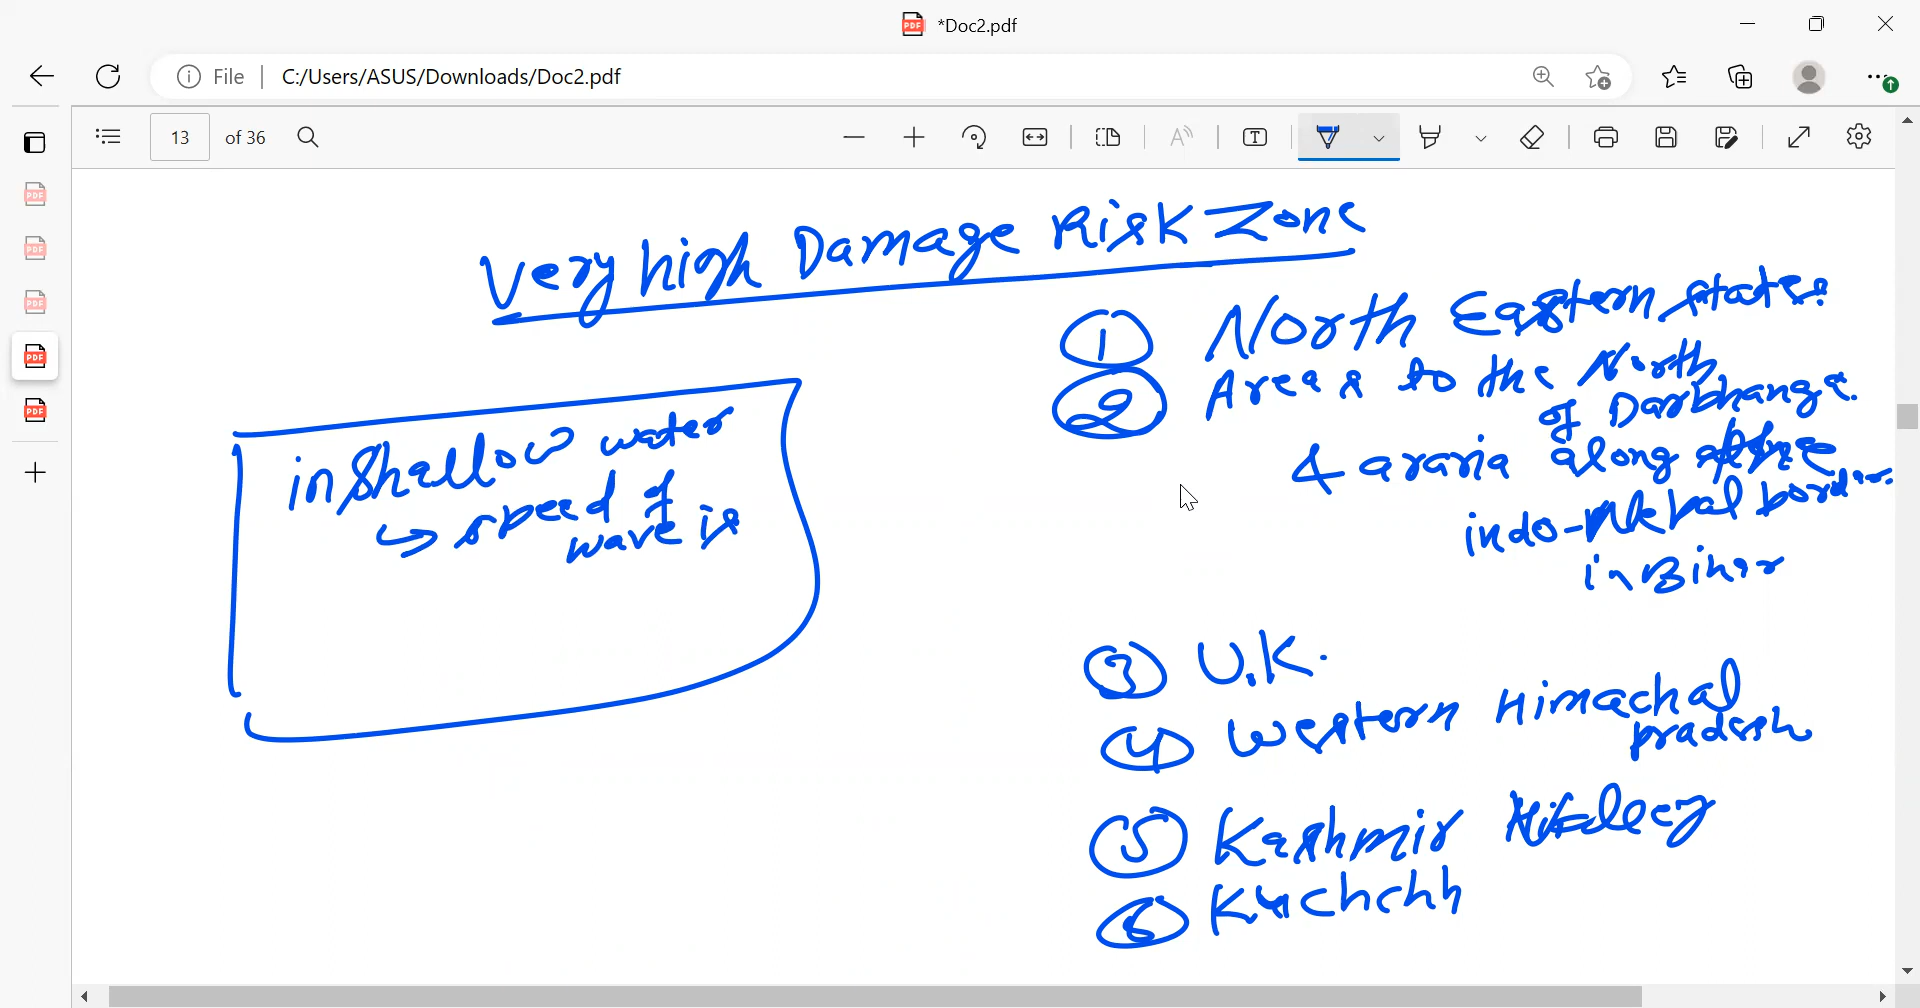 *Doc2.pdf
File
C:/Users/ASUS/Downloads/Doc2.pdf
13 of 36
Very high Damage Risk Zone
in shallow water
↪ speed of
wave is
① North Eastern states
② Areas to the North
of Darbhanga
& araria along the
indo-Nepal border
in Bihar
③ U.K.
④ Western Himachal
pradesh
⑤ Kashmir
⑥ Kuchchh